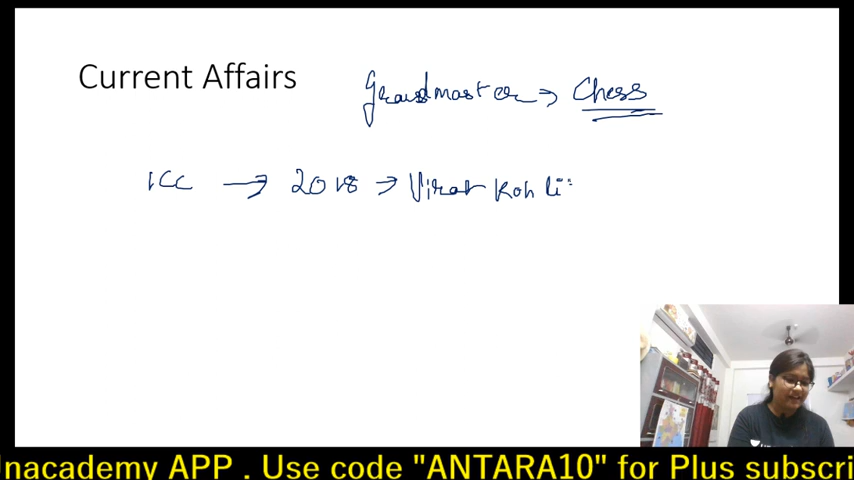 Current Affairs
Grandmaster → Chess
ICC → 2018 → Virat Kohli
Unacademy APP . Use code "ANTARA10" for Plus subscri